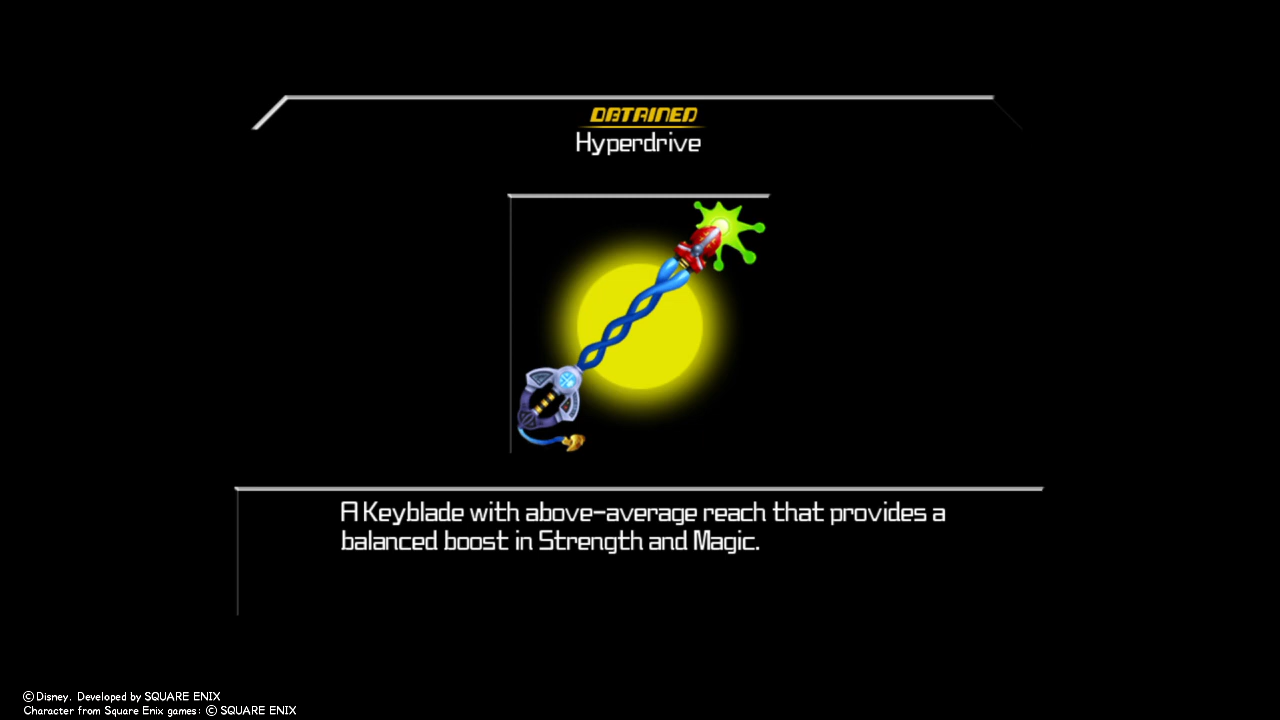 OBTAINED
Hyperdrive
A Keyblade with above-average reach that provides a
balanced boost in Strength and Magic.
© Disney. Developed by SQUARE ENIX
Character from Square Enix games: © SQUARE ENIX